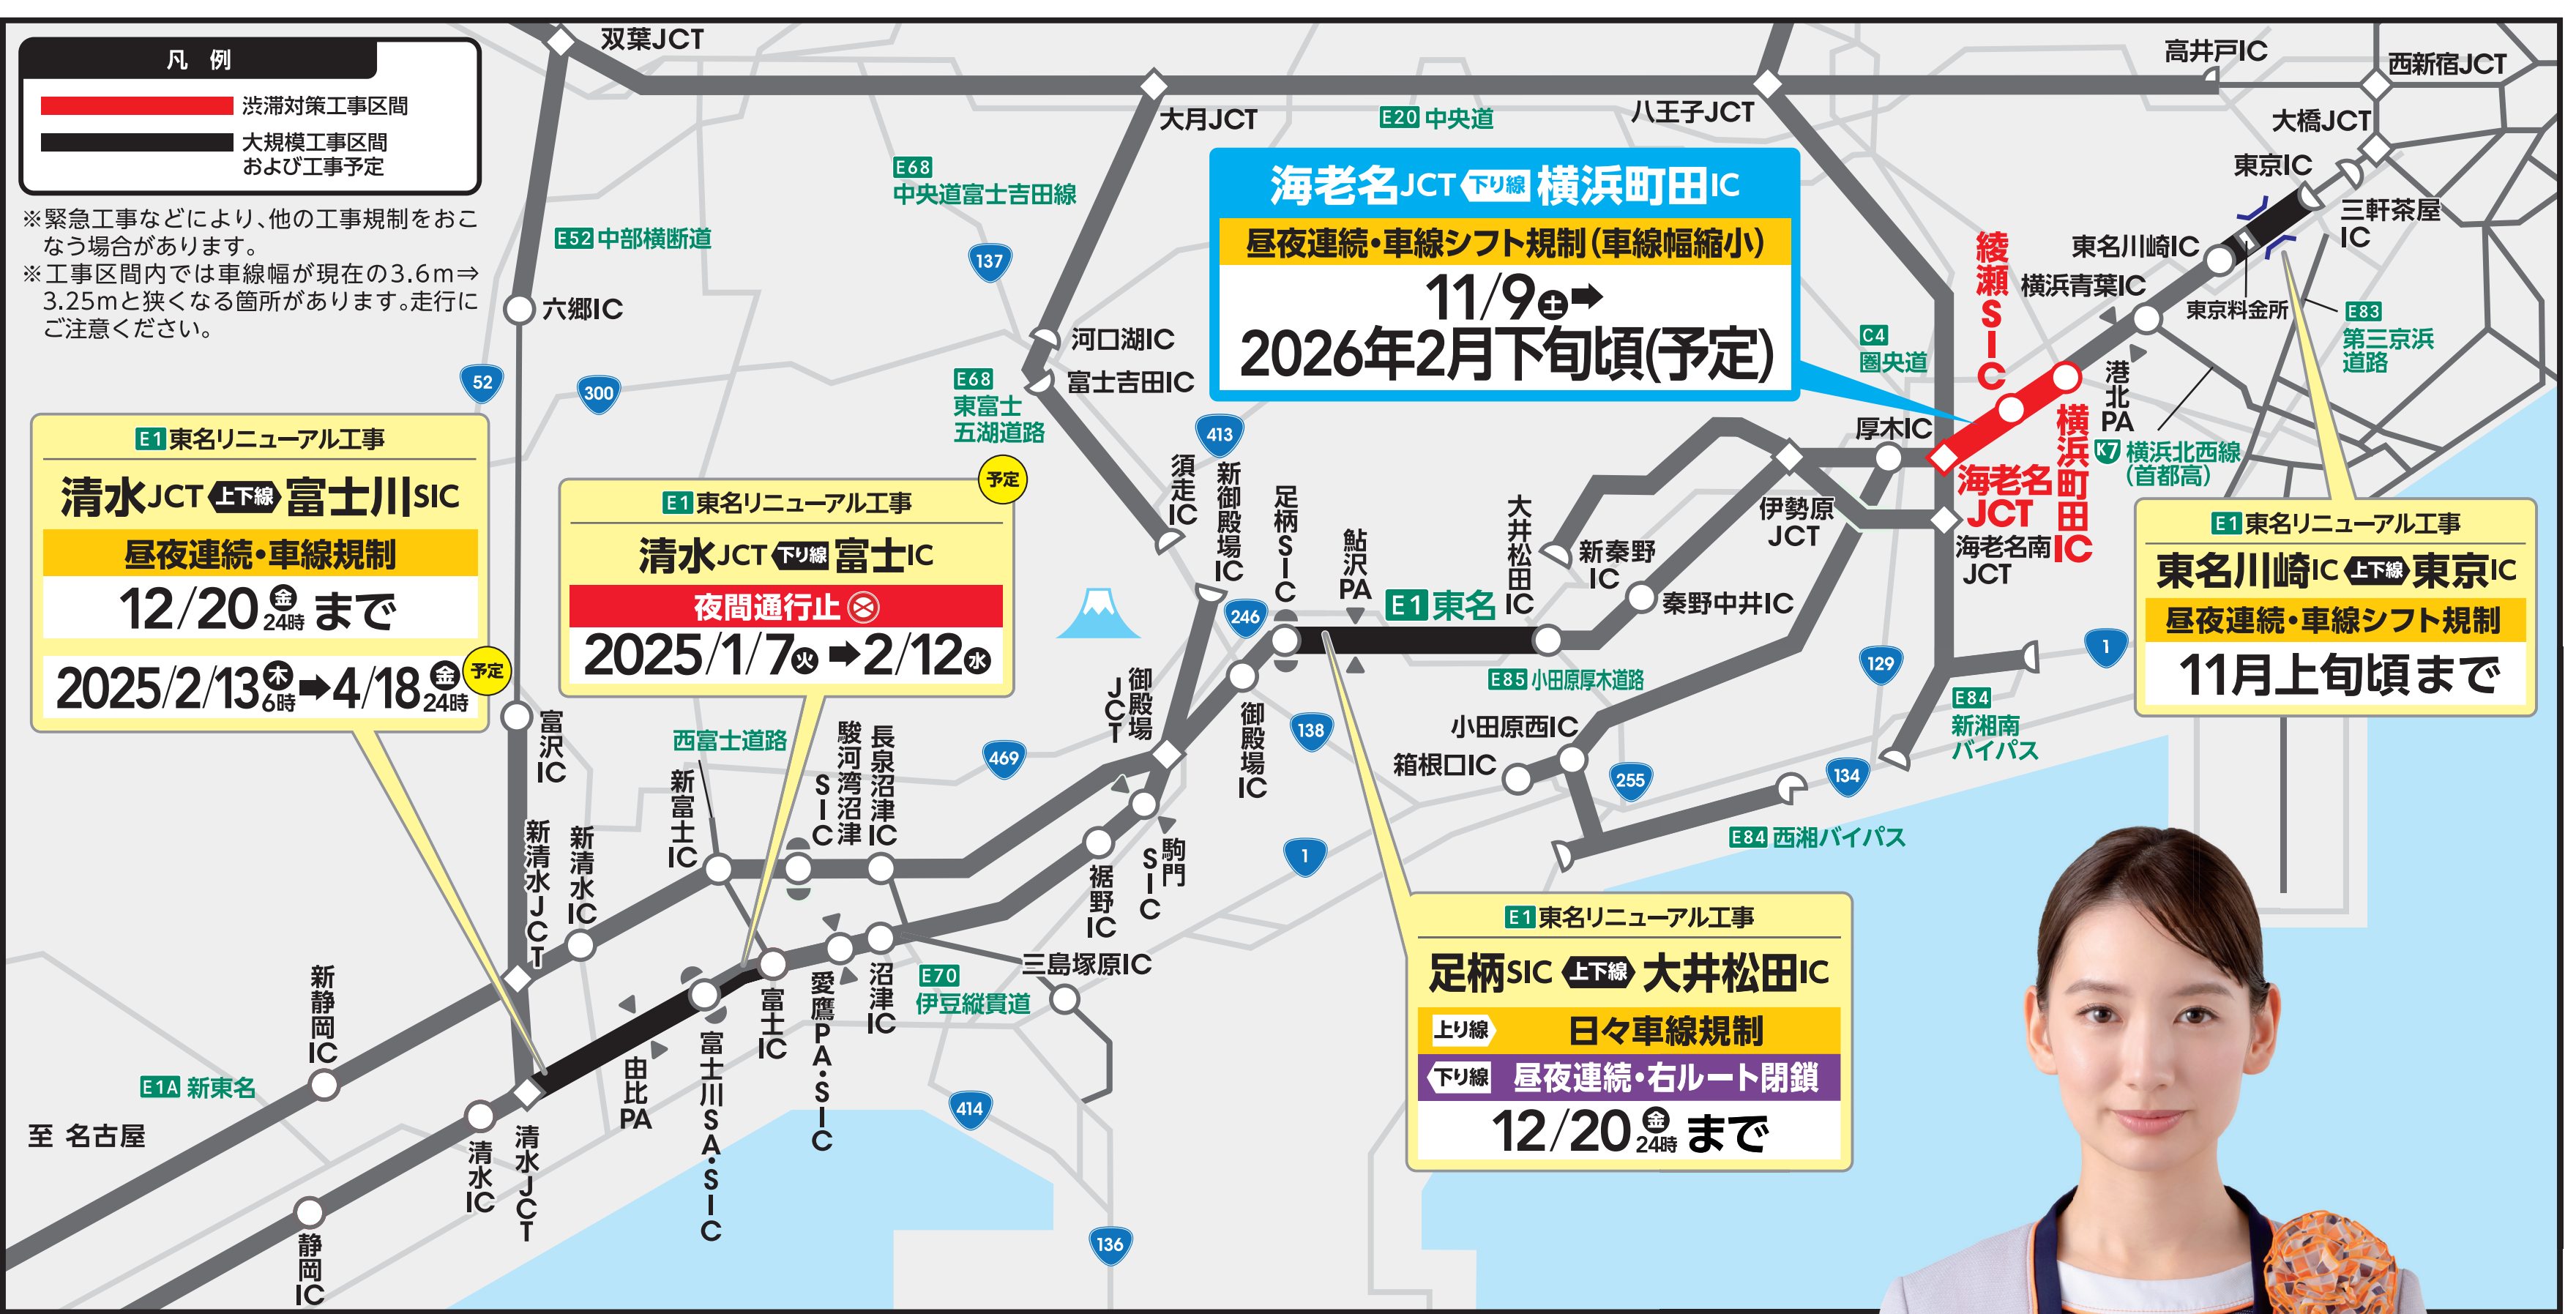 凡 例
渋滞対策工事区間
大規模工事区間
および工事予定
※緊急工事などにより、他の工事規制をおこ
なう場合があります。
※工事区間内では車線幅が現在の3.6m⇒
3.25mと狭くなる箇所があります。走行に
ご注意ください。
双葉JCT
大月JCT
E20 中央道
八王子JCT
高井戸IC
西新宿JCT
大橋JCT
東京IC
三軒茶屋
IC
東名川崎IC
横浜青葉IC
東京料金所
E83
第三京浜
道路
E68
中央道富士吉田線
E52 中部横断道
137
六郷IC
河口湖IC
富士吉田IC
52
300
E68
東富士
五湖道路
413
海老名JCT 下り線 横浜町田IC
昼夜連続・車線シフト規制(車線幅縮小)
11/9土➡
2026年2月下旬頃(予定)
綾瀬SIC
C4
圏央道
港北PA
K7 横浜北西線
(首都高)
横浜町田IC
海老名
JCT
厚木IC
伊勢原
JCT
海老名南
JCT
E1 東名リニューアル工事
清水JCT 上下線 富士川SIC
昼夜連続・車線規制
12/20金24時 まで
2025/2/13木6時➡4/18金24時
予定
E1 東名リニューアル工事
予定
清水JCT 下り線 富士IC
夜間通行止
2025/1/7火 ➡2/12水
須走IC
新御殿場IC
足柄SIC
鮎沢PA
E1 東名
大井松田IC
新秦野
IC
秦野中井IC
246
E85 小田原厚木道路
129
1
E1 東名リニューアル工事
東名川崎IC 上下線 東京IC
昼夜連続・車線シフト規制
11月上旬頃まで
E84
新湘南
バイパス
134
小田原西IC
箱根口IC
255
E84 西湘バイパス
138
御殿場IC
御殿場JCT
469
1
富沢IC
西富士道路
新富士IC
駿河湾沼津SIC
長泉沼津IC
新清水JCT
新清水IC
駒門SIC
裾野IC
三島塚原IC
E70
伊豆縦貫道
沼津IC
愛鷹PA・SIC
富士IC
富士川SA・SIC
由比PA
新静岡IC
E1A 新東名
至 名古屋
清水IC
清水JCT
静岡IC
414
136
E1 東名リニューアル工事
足柄SIC 上下線 大井松田IC
上り線 日々車線規制
下り線 昼夜連続・右ルート閉鎖
12/20金24時 まで